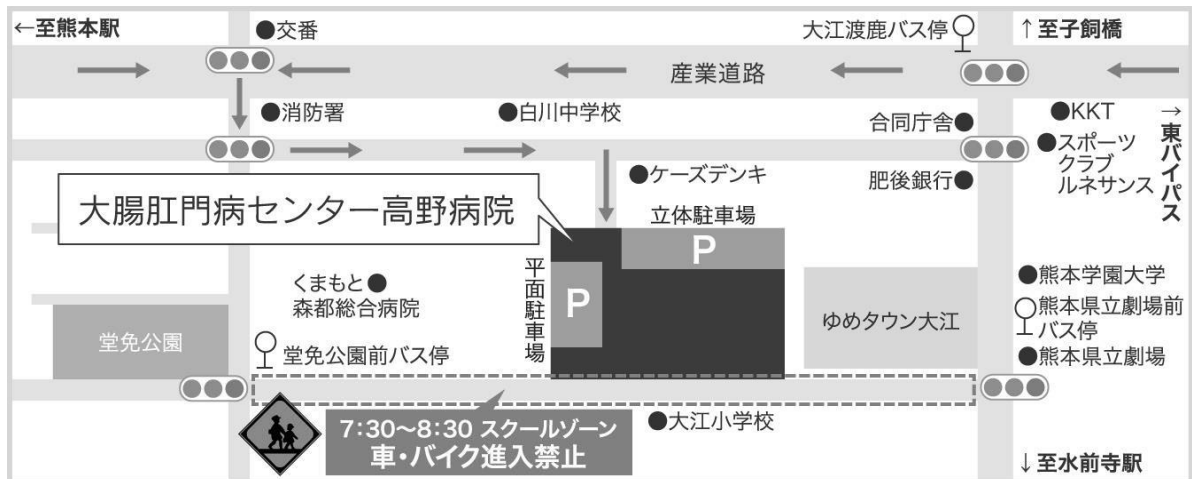 ←至熊本駅
●交番
大江渡鹿バス停
↑至子飼橋
産業道路
●消防署
●白川中学校
合同庁舎●
●KKT
→東バイパス
●スポーツ
クラブ
ルネサンス
●ケーズデンキ
肥後銀行●
大腸肛門病センター高野病院
立体駐車場
P
平面駐車場
P
くまもと●
森都総合病院
●熊本学園大学
熊本県立劇場前
バス停
ゆめタウン大江
堂免公園
堂免公園前バス停
●熊本県立劇場
7:30〜8:30 スクールゾーン
車・バイク進入禁止
●大江小学校
↓至水前寺駅